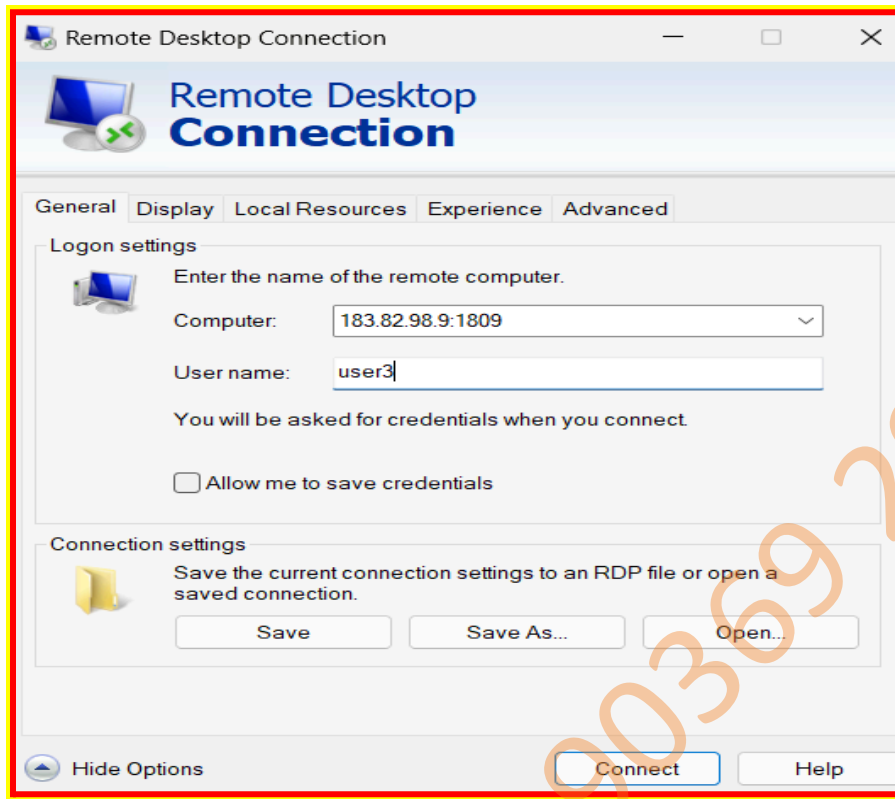 Remote Desktop Connection
Remote Desktop
Connection
General Display Local Resources Experience Advanced
Logon settings
Enter the name of the remote computer.
Computer: 183.82.98.9:1809
User name: user3
You will be asked for credentials when you connect.
Allow me to save credentials
Connection settings
Save the current connection settings to an RDP file or open a
saved connection.
Save Save As... Open...
Hide Options Connect Help
90369